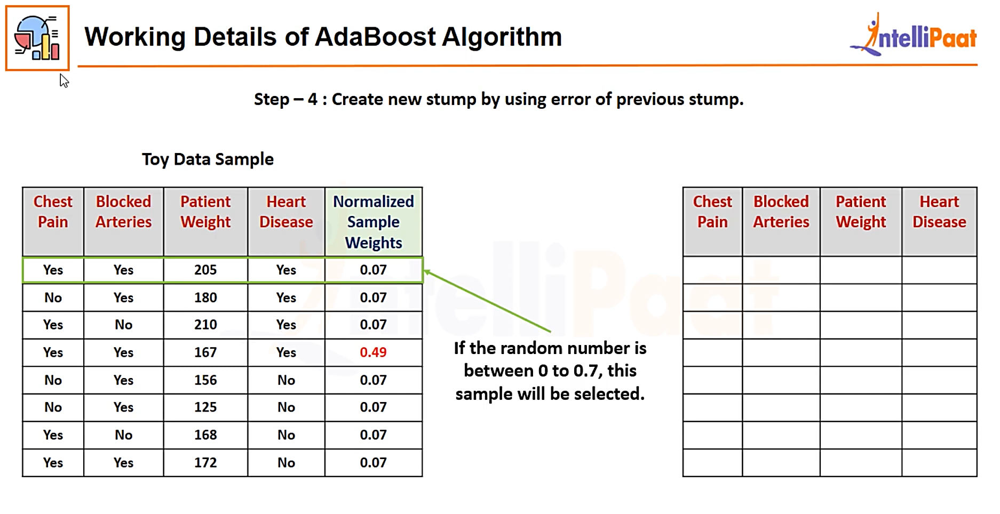 Working Details of AdaBoost Algorithm
IntelliPaat
Step – 4 : Create new stump by using error of previous stump.
Toy Data Sample
Chest Pain Blocked Arteries Patient Weight Heart Disease Normalized Sample Weights
Yes Yes 205 Yes 0.07
No Yes 180 Yes 0.07
Yes No 210 Yes 0.07
Yes Yes 167 Yes 0.49
No Yes 156 No 0.07
No Yes 125 No 0.07
Yes No 168 No 0.07
Yes Yes 172 No 0.07
If the random number is
between 0 to 0.7, this
sample will be selected.
Chest Pain Blocked Arteries Patient Weight Heart Disease
IntelliPaat